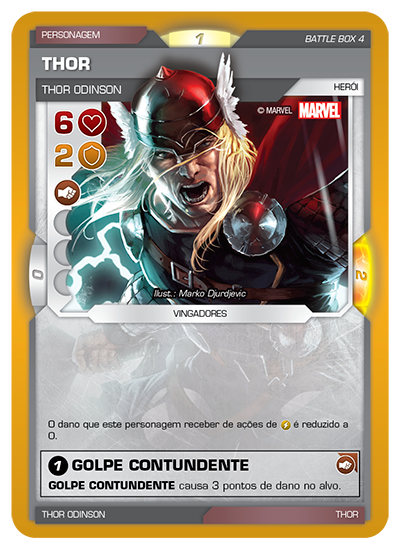 PERSONAGEM
1
BATTLE BOX 4
THOR
THOR ODINSON
HERÓI
6
© MARVEL MARVEL
2
0
2
Ilust.: Marko Djurdjevic
VINGADORES
O dano que este personagem receber de ações de é reduzido a
0.
1 GOLPE CONTUNDENTE
GOLPE CONTUNDENTE causa 3 pontos de dano no alvo.
THOR ODINSON
THOR